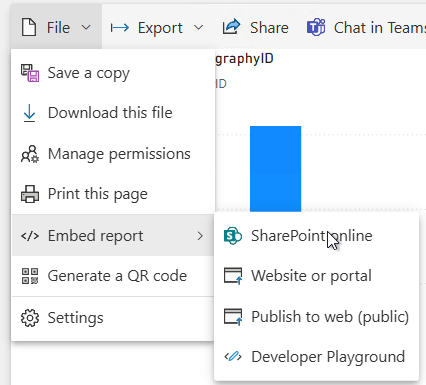 File Export Share Chat in Teams
graphyID
ID
Save a copy
Download this file
Manage permissions
Print this page
Embed report
SharePoint online
Generate a QR code
Website or portal
Settings
Publish to web (public)
Developer Playground